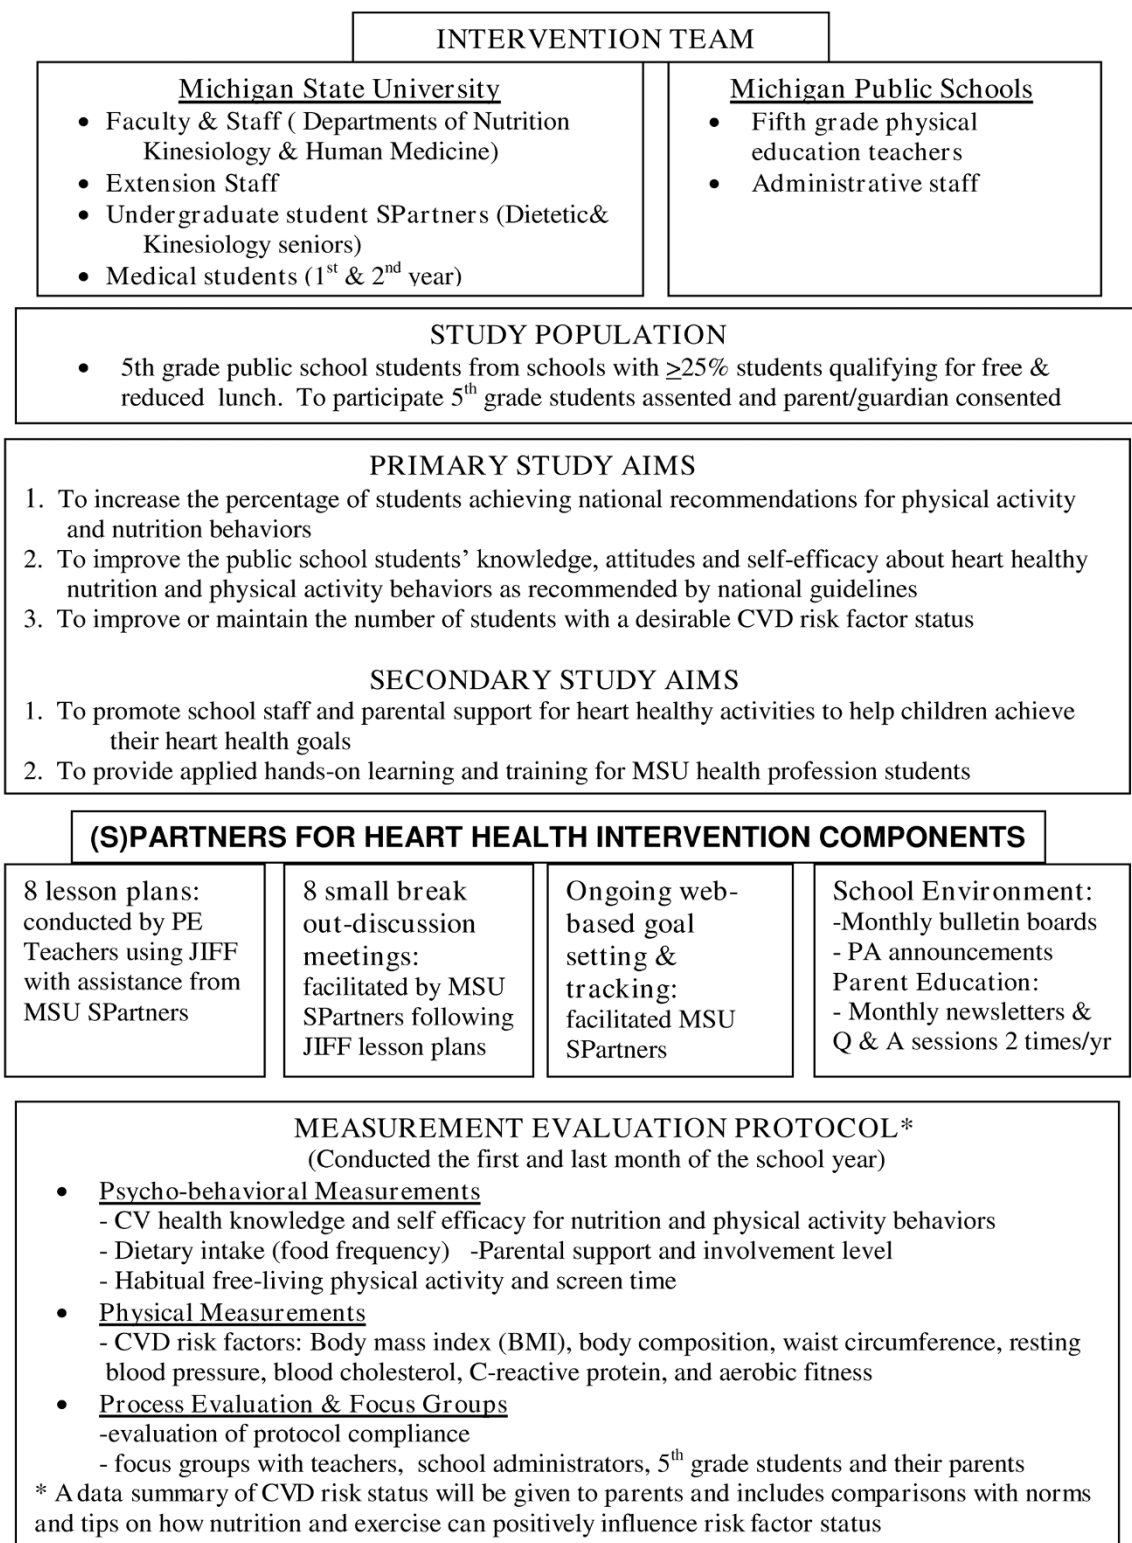 INTERVENTION TEAM
Michigan State University
• Faculty & Staff ( Departments of Nutrition
Kinesiology & Human Medicine)
• Extension Staff
• Undergraduate student SPartners (Dietetic&
Kinesiology seniors)
• Medical students (1st & 2nd year)
Michigan Public Schools
• Fifth grade physical
education teachers
• Administrative staff
STUDY POPULATION
• 5th grade public school students from schools with ≥25% students qualifying for free &
reduced lunch. To participate 5th grade students assented and parent/guardian consented
PRIMARY STUDY AIMS
1. To increase the percentage of students achieving national recommendations for physical activity
and nutrition behaviors
2. To improve the public school students' knowledge, attitudes and self-efficacy about heart healthy
nutrition and physical activity behaviors as recommended by national guidelines
3. To improve or maintain the number of students with a desirable CVD risk factor status
SECONDARY STUDY AIMS
1. To promote school staff and parental support for heart healthy activities to help children achieve
their heart health goals
2. To provide applied hands-on learning and training for MSU health profession students
(S)PARTNERS FOR HEART HEALTH INTERVENTION COMPONENTS
8 lesson plans:
conducted by PE
Teachers using JIFF
with assistance from
MSU SPartners
8 small break
out-discussion
meetings:
facilitated by MSU
SPartners following
JIFF lesson plans
Ongoing web-
based goal
setting &
tracking:
facilitated MSU
SPartners
School Environment:
-Monthly bulletin boards
- PA announcements
Parent Education:
- Monthly newsletters &
Q & A sessions 2 times/yr
MEASUREMENT EVALUATION PROTOCOL*
(Conducted the first and last month of the school year)
• Psycho-behavioral Measurements
- CV health knowledge and self efficacy for nutrition and physical activity behaviors
- Dietary intake (food frequency) -Parental support and involvement level
- Habitual free-living physical activity and screen time
• Physical Measurements
- CVD risk factors: Body mass index (BMI), body composition, waist circumference, resting
blood pressure, blood cholesterol, C-reactive protein, and aerobic fitness
• Process Evaluation & Focus Groups
-evaluation of protocol compliance
- focus groups with teachers, school administrators, 5th grade students and their parents
* A data summary of CVD risk status will be given to parents and includes comparisons with norms
and tips on how nutrition and exercise can positively influence risk factor status